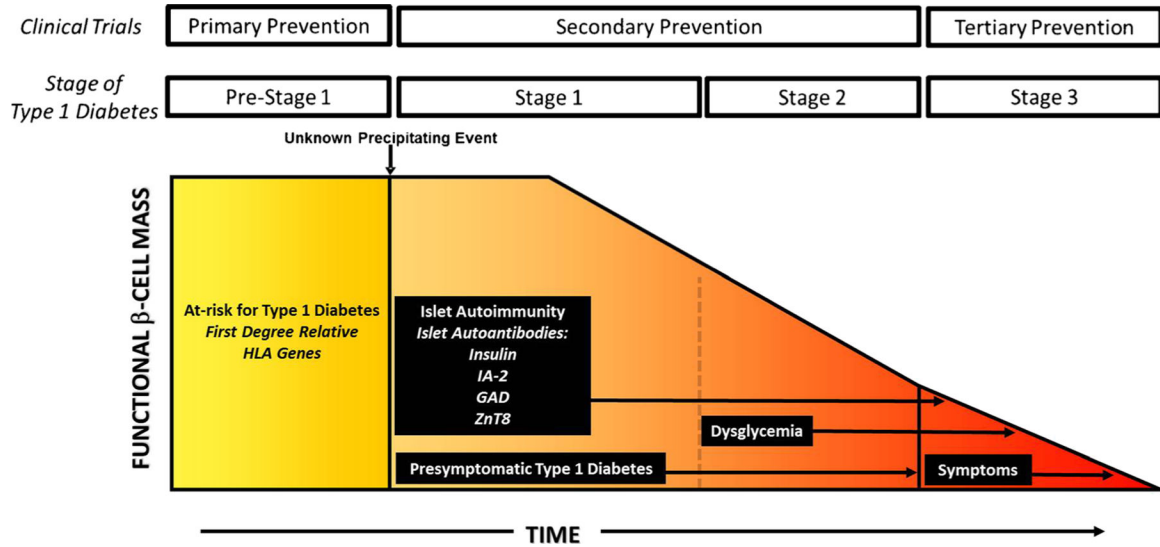 Clinical Trials
Primary Prevention
Secondary Prevention
Tertiary Prevention
Stage of
Type 1 Diabetes
Pre-Stage 1
Stage 1
Stage 2
Stage 3
Unknown Precipitating Event
FUNCTIONAL β-CELL MASS
At-risk for Type 1 Diabetes
First Degree Relative
HLA Genes
Islet Autoimmunity
Islet Autoantibodies:
Insulin
IA-2
GAD
ZnT8
Dysglycemia
Presymptomatic Type 1 Diabetes
Symptoms
TIME